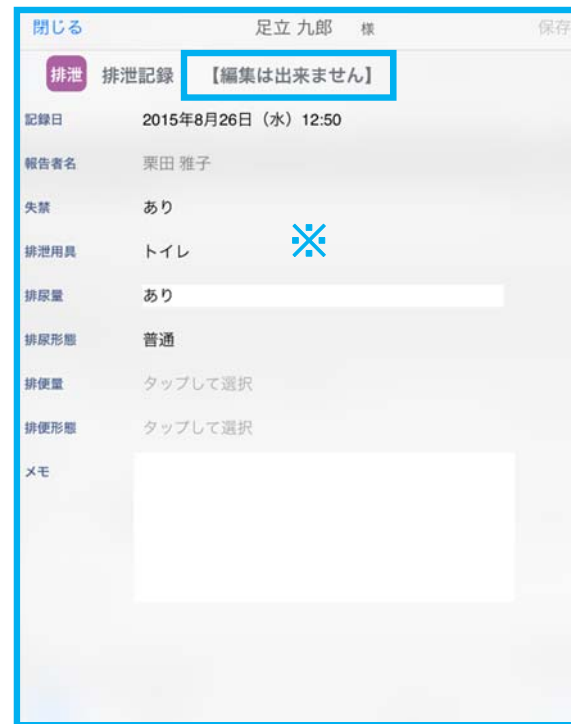 閉じる 足立 九郎 様 保存
排泄 排泄記録 【編集は出来ません】
記録日 2015年8月26日（水）12:50
報告者名 栗田 雅子
失禁 あり
排泄用具 トイレ ※
排尿量 あり
排尿形態 普通
排便量 タップして選択
排便形態 タップして選択
メモ